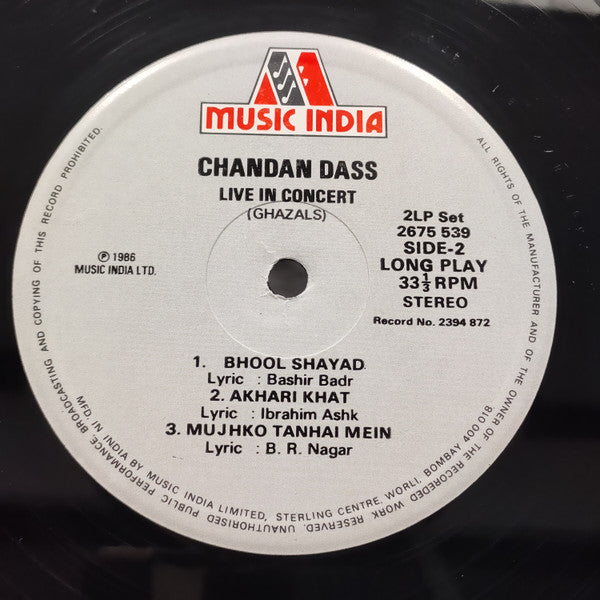 MUSIC INDIA
CHANDAN DASS
LIVE IN CONCERT
(GHAZALS)
2LP Set
2675 539
SIDE-2
LONG PLAY
33⅓ RPM
STEREO
Record No. 2394 872
℗ 1986
MUSIC INDIA LTD.
1. BHOOL SHAYAD
Lyric : Bashir Badr
2. AKHARI KHAT
Lyric : Ibrahim Ashk
3. MUJHKO TANHAI MEIN
Lyric : B. R. Nagar
ALL RIGHTS OF THE MANUFACTURER AND OF THE OWNER OF THE RECORDED WORK RESERVED. UNAUTHORISED PUBLIC PERFORMANCE, BROADCASTING AND COPYING OF THIS RECORD PROHIBITED.
MFD. IN INDIA BY MUSIC INDIA LIMITED, STERLING CENTRE, WORLI, BOMBAY 400 018